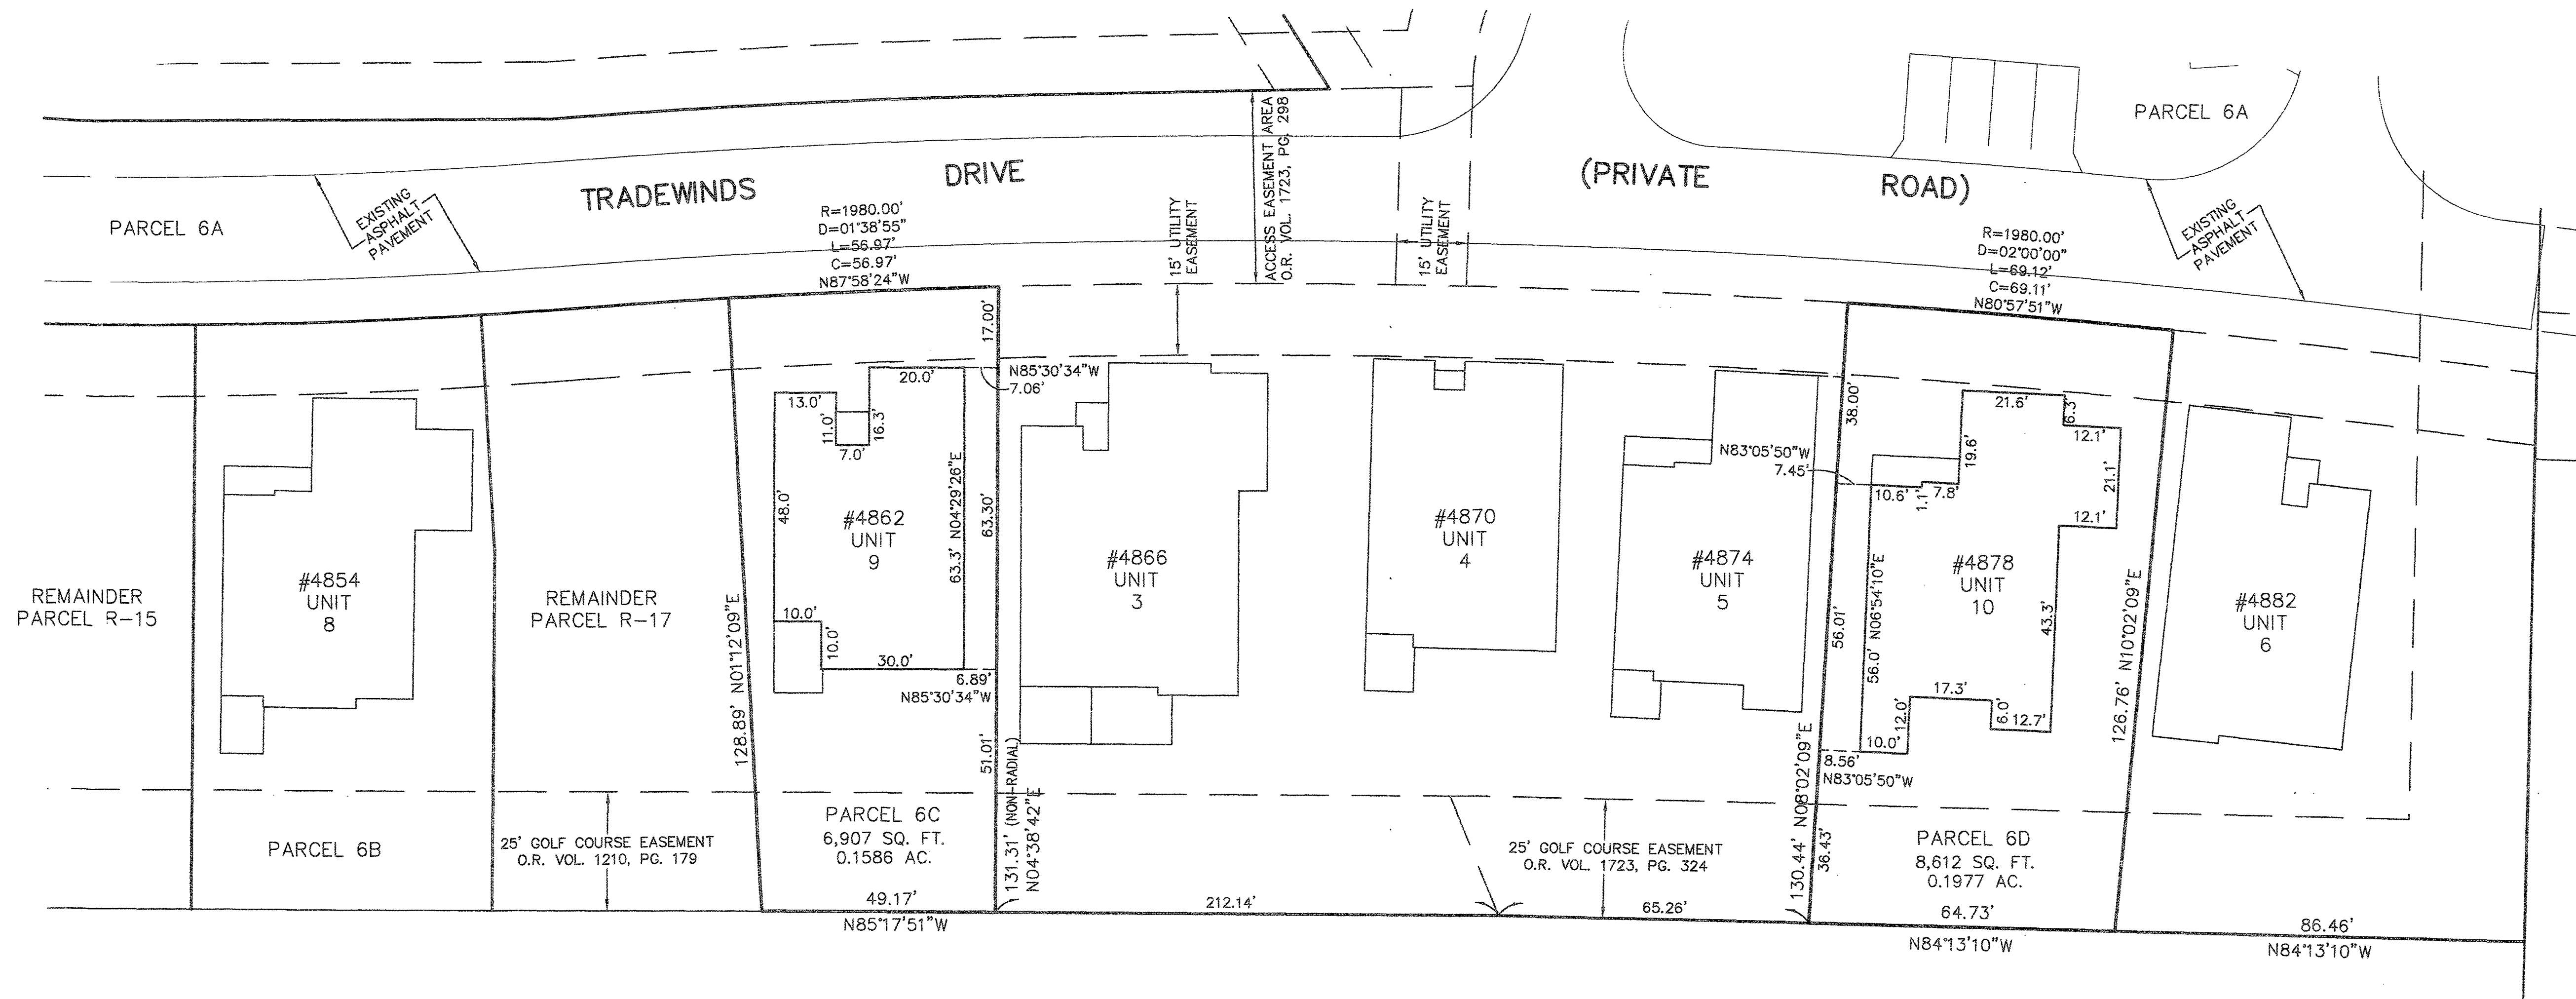 TRADEWINDS DRIVE (PRIVATE ROAD)
PARCEL 6A
PARCEL 6A
EXISTING
ASPHALT
PAVEMENT
R=1980.00'
D=01°38'55"
L=56.97'
C=56.97'
N87°58'24"W
15' UTILITY
EASEMENT
ACCESS EASEMENT AREA
O.R. VOL. 1723, PG. 298
15' UTILITY
EASEMENT
R=1980.00'
D=02°00'00"
L=69.12'
C=69.11'
N80°57'51"W
EXISTING
ASPHALT
PAVEMENT
REMAINDER
PARCEL R-15
#4854
UNIT
8
PARCEL 6B
REMAINDER
PARCEL R-17
25' GOLF COURSE EASEMENT
O.R. VOL. 1210, PG. 179
128.89' N01°12'09"E
17.00'
N85°30'34"W
7.06'
20.0'
13.0'
11.0'
16.3'
7.0'
48.0'
#4862
UNIT
9
63.3' N04°29'26"E
63.30'
10.0'
10.0'
30.0'
6.89'
N85°30'34"W
51.01'
PARCEL 6C
6,907 SQ. FT.
0.1586 AC.
131.31' (NON-RADIAL)
N04°38'42"E
49.17'
N85°17'51"W
#4866
UNIT
3
#4870
UNIT
4
#4874
UNIT
5
212.14'
25' GOLF COURSE EASEMENT
O.R. VOL. 1723, PG. 324
65.26'
38.00'
N83°05'50"W
7.45'
21.6'
6.3'
12.1'
19.6'
10.6'
1.1'
7.8'
21.1'
12.1'
#4878
UNIT
10
56.01'
56.0' N06°54'10"E
43.3'
17.3'
12.0'
6.0'
12.7'
10.0'
8.56'
N83°05'50"W
130.44' N08°02'09"E
36.43'
126.76' N10°02'09"E
PARCEL 6D
8,612 SQ. FT.
0.1977 AC.
64.73'
N84°13'10"W
#4882
UNIT
6
86.46'
N84°13'10"W